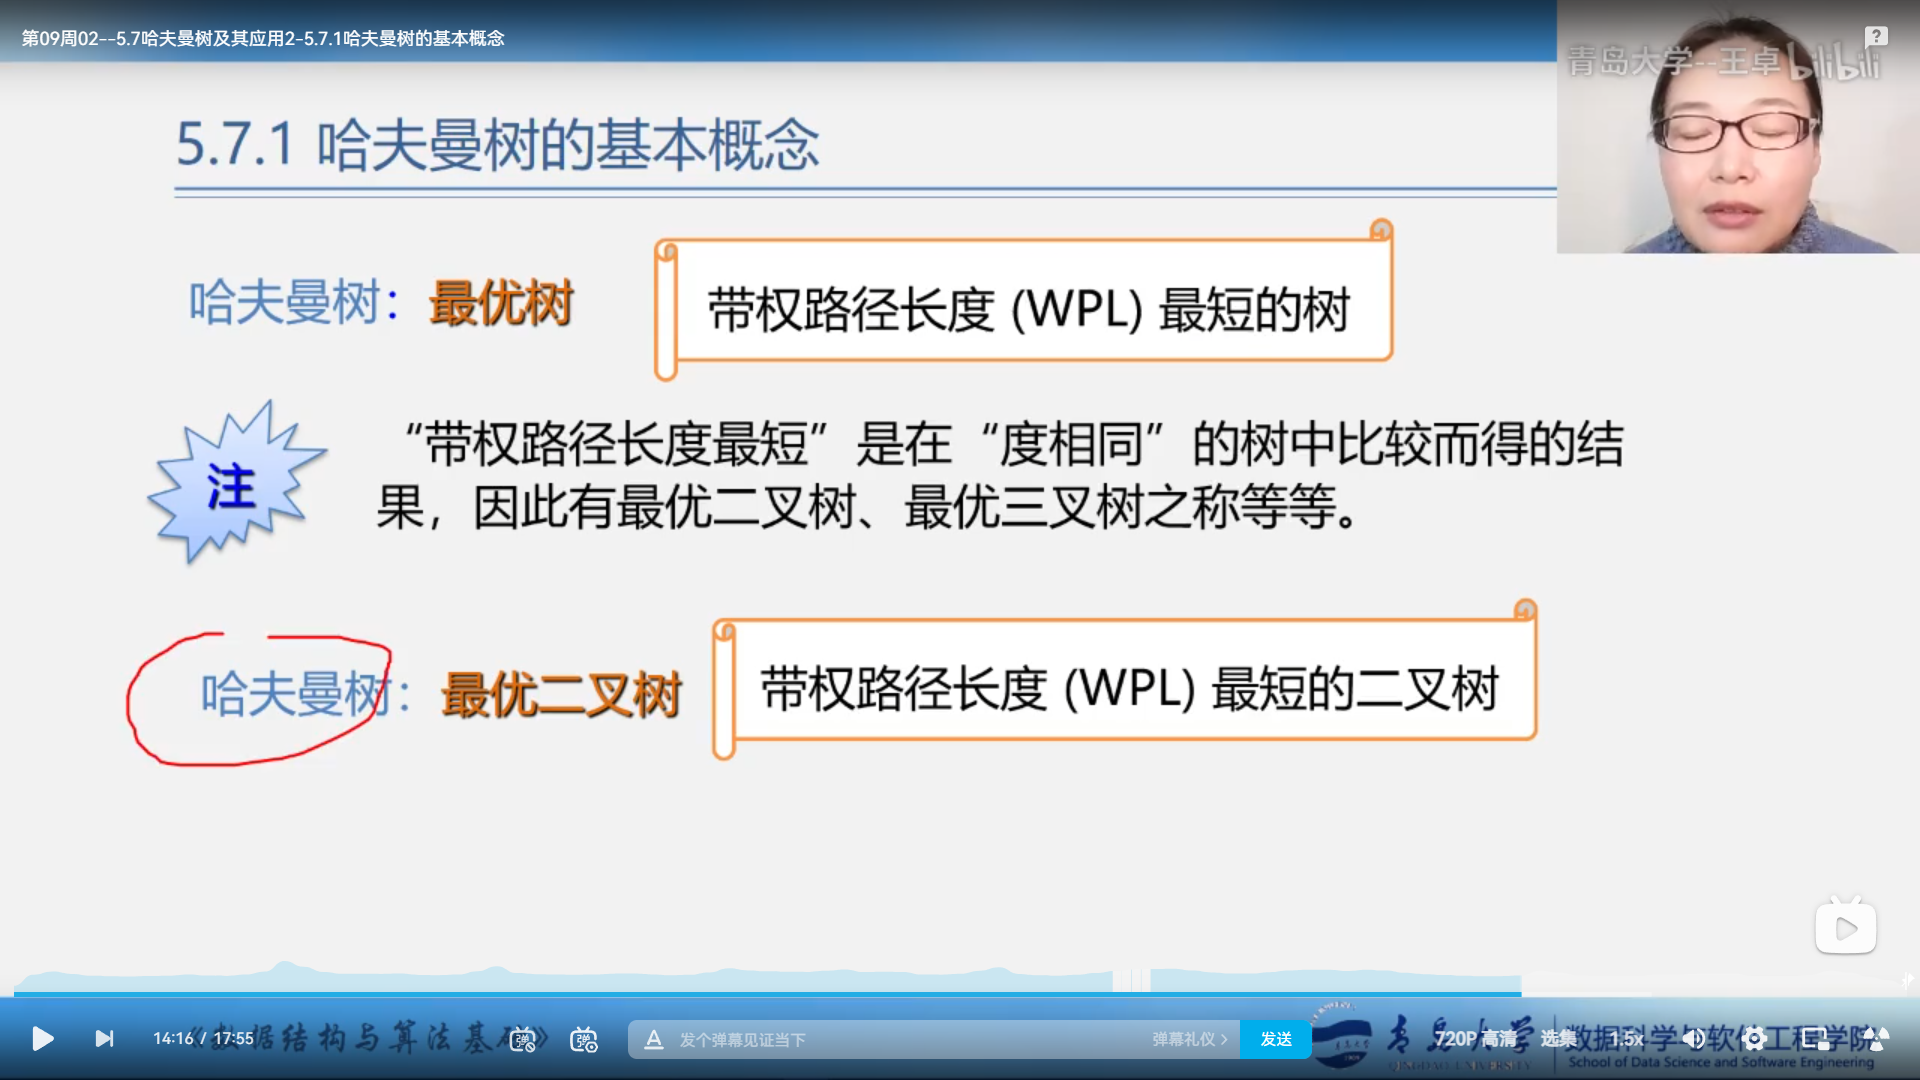 第09周02--5.7哈夫曼树及其应用2-5.7.1哈夫曼树的基本概念
青岛大学--王卓 bilibili
5.7.1 哈夫曼树的基本概念
哈夫曼树：最优树
带权路径长度 (WPL) 最短的树
注
“带权路径长度最短”是在“度相同”的树中比较而得的结
果，因此有最优二叉树、最优三叉树之称等等。
哈夫曼树：最优二叉树
带权路径长度 (WPL) 最短的二叉树
14:16 / 17:55
《数据结构与算法基础》
发个弹幕见证当下
弹幕礼仪
发送
青岛大学
QINGDAO UNIVERSITY
720P 高清
选集
1.5x
数据科学与软件工程学院
School of Data Science and Software Engineering